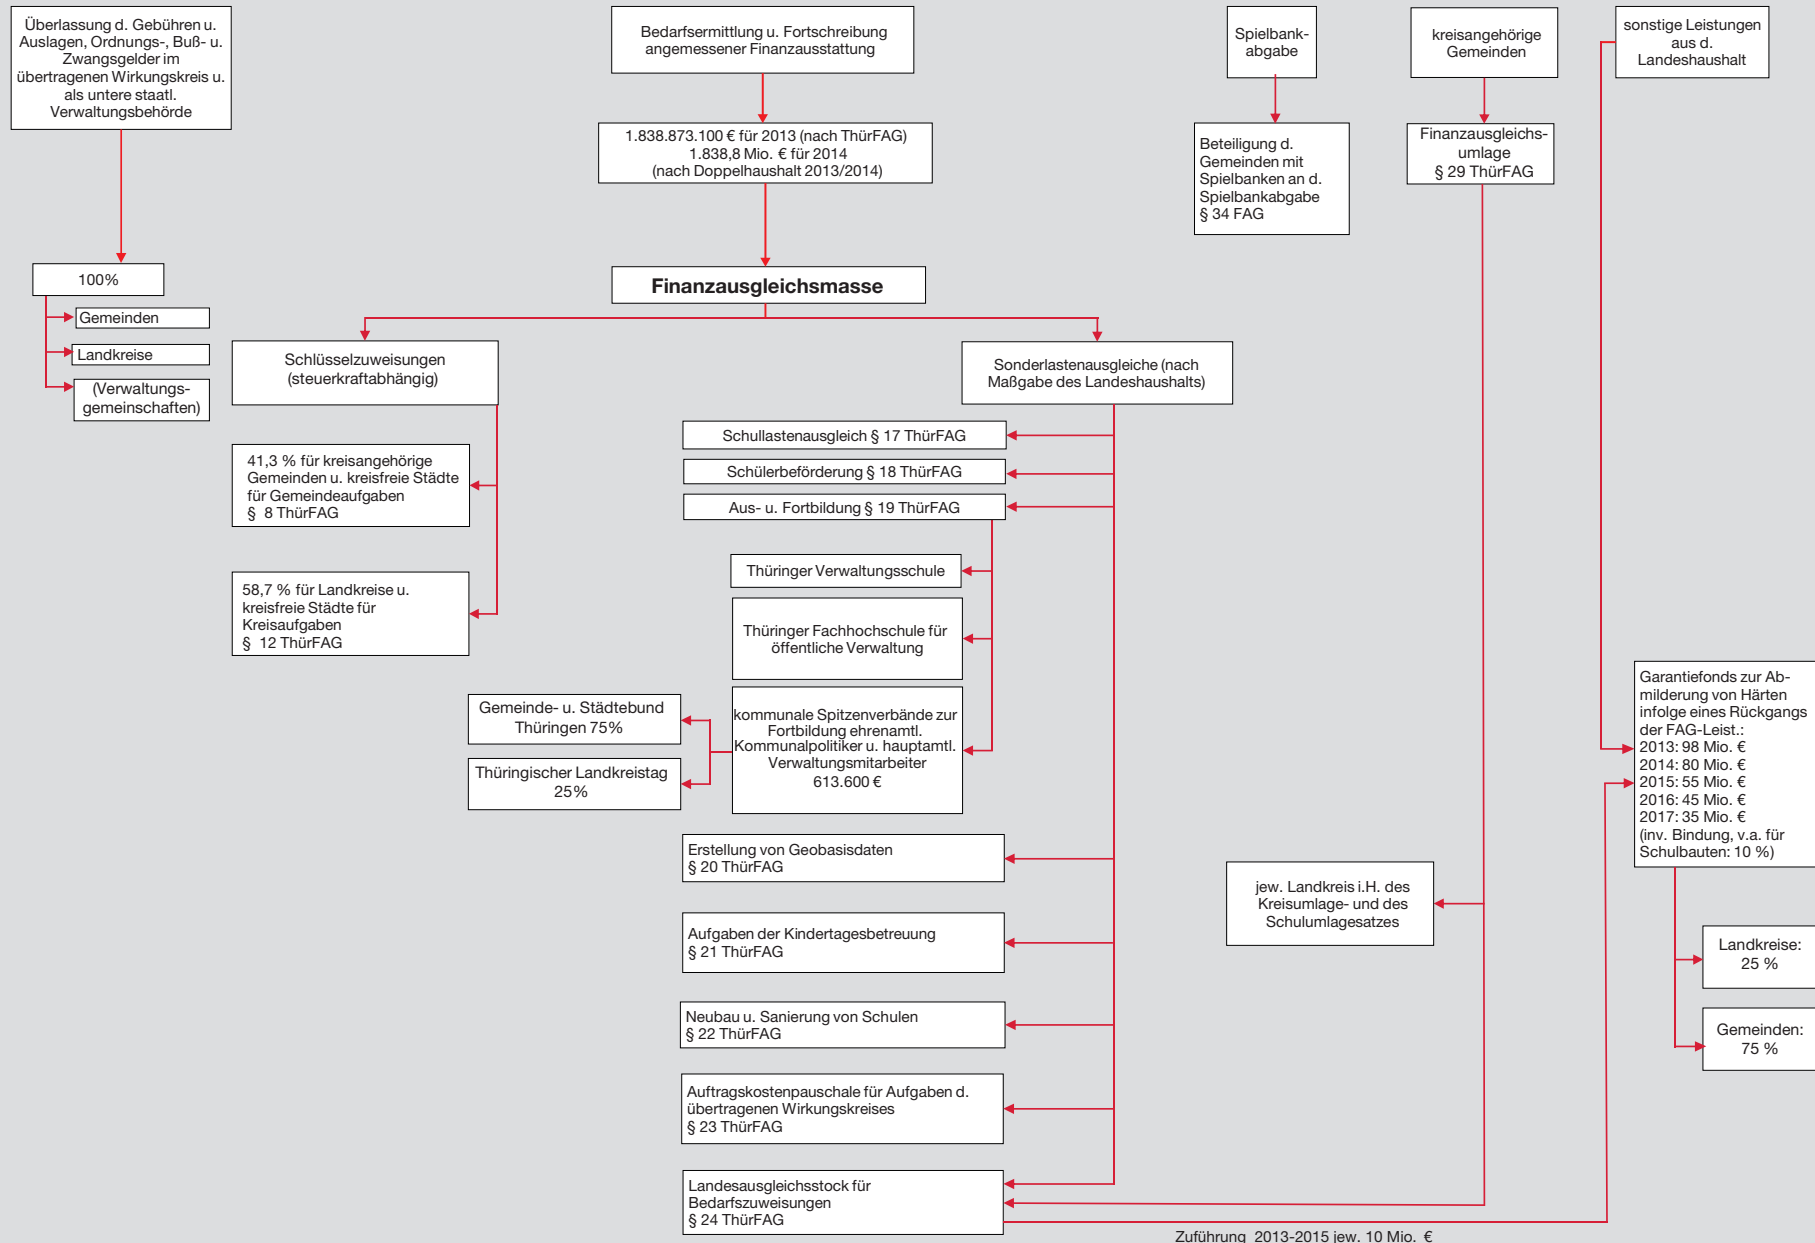 Überlassung d. Gebühren u.
Auslagen, Ordnungs-, Buß- u.
Zwangsgelder im
übertragenen Wirkungskreis u.
als untere staatl.
Verwaltungsbehörde
100%
Gemeinden
Landkreise
(Verwaltungs-
gemeinschaften)
Bedarfsermittlung u. Fortschreibung
angemessener Finanzausstattung
1.838.873.100 € für 2013 (nach ThürFAG)
1.838,8 Mio. € für 2014
(nach Doppelhaushalt 2013/2014)
Finanzausgleichsmasse
Schlüsselzuweisungen
(steuerkraftabhängig)
41,3 % für kreisangehörige
Gemeinden u. kreisfreie Städte
für Gemeindeaufgaben
§ 8 ThürFAG
58,7 % für Landkreise u.
kreisfreie Städte für
Kreisaufgaben
§ 12 ThürFAG
Sonderlastenausgleiche (nach
Maßgabe des Landeshaushalts)
Schullastenausgleich § 17 ThürFAG
Schülerbeförderung § 18 ThürFAG
Aus- u. Fortbildung § 19 ThürFAG
Thüringer Verwaltungsschule
Thüringer Fachhochschule für
öffentliche Verwaltung
kommunale Spitzenverbände zur
Fortbildung ehrenamtl.
Kommunalpolitiker u. hauptamtl.
Verwaltungsmitarbeiter
613.600 €
Gemeinde- u. Städtebund
Thüringen 75%
Thüringischer Landkreistag
25%
Erstellung von Geobasisdaten
§ 20 ThürFAG
Aufgaben der Kindertagesbetreuung
§ 21 ThürFAG
Neubau u. Sanierung von Schulen
§ 22 ThürFAG
Auftragskostenpauschale für Aufgaben d.
übertragenen Wirkungskreises
§ 23 ThürFAG
Landesausgleichsstock für
Bedarfszuweisungen
§ 24 ThürFAG
Spielbank-
abgabe
Beteiligung d.
Gemeinden mit
Spielbanken an d.
Spielbankabgabe
§ 34 FAG
kreisangehörige
Gemeinden
Finanzausgleichs-
umlage
§ 29 ThürFAG
jew. Landkreis i.H. des
Kreisumlage- und des
Schulumlagesatzes
sonstige Leistungen
aus d.
Landeshaushalt
Garantiefonds zur Ab-
milderung von Härten
infolge eines Rückgangs
der FAG-Leist.:
2013: 98 Mio. €
2014: 80 Mio. €
2015: 55 Mio. €
2016: 45 Mio. €
2017: 35 Mio. €
(inv. Bindung, v.a. für
Schulbauten: 10 %)
Landkreise:
25 %
Gemeinden:
75 %
Zuführung 2013-2015 jew. 10 Mio. €